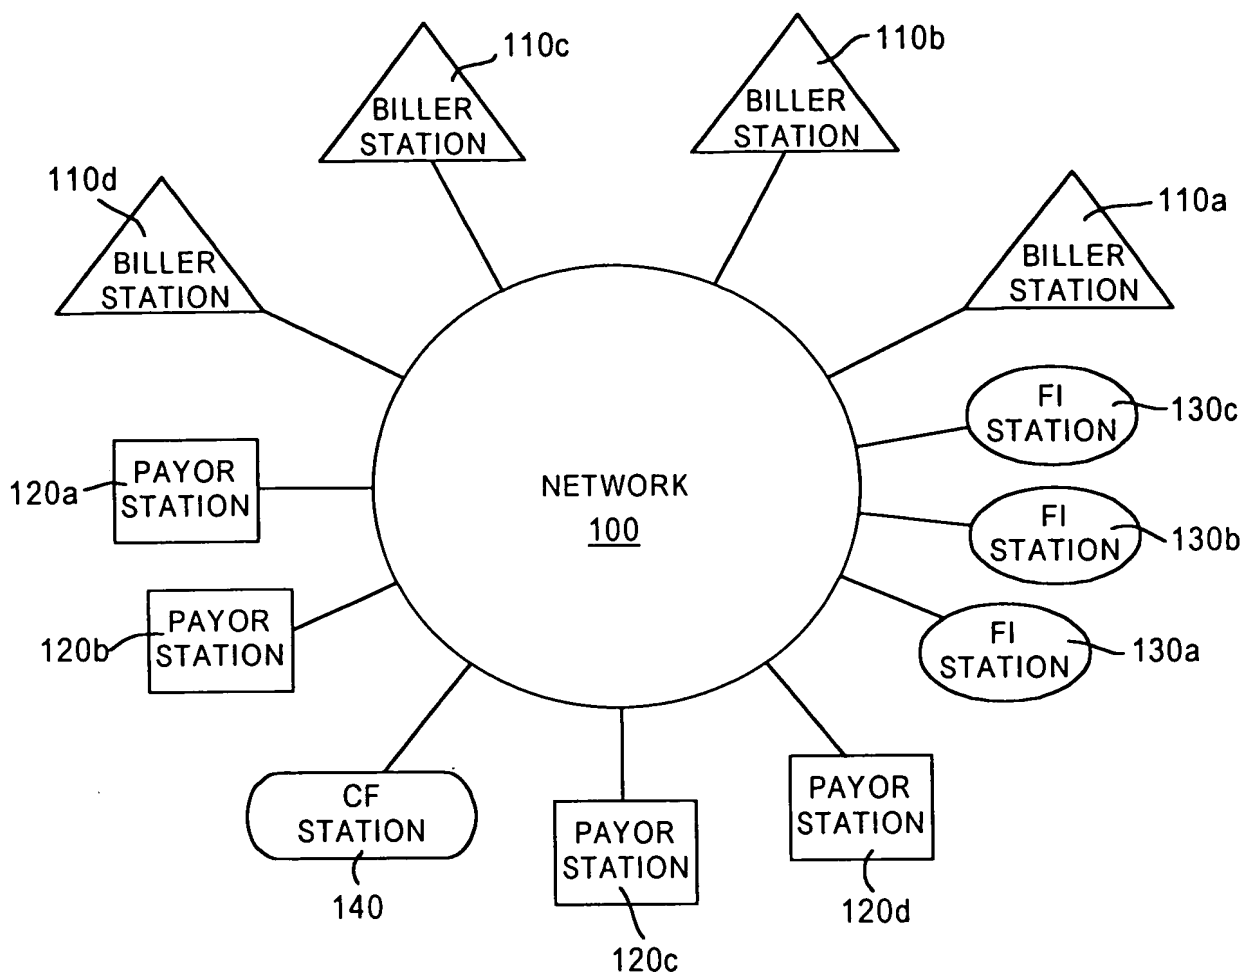 110c
BILLER
STATION
110b
BILLER
STATION
110d
BILLER
STATION
110a
BILLER
STATION
FI
STATION
130c
PAYOR
STATION
120a
NETWORK
100
FI
STATION
130b
PAYOR
STATION
120b
FI
STATION
130a
CF
STATION
140
PAYOR
STATION
120c
PAYOR
STATION
120d